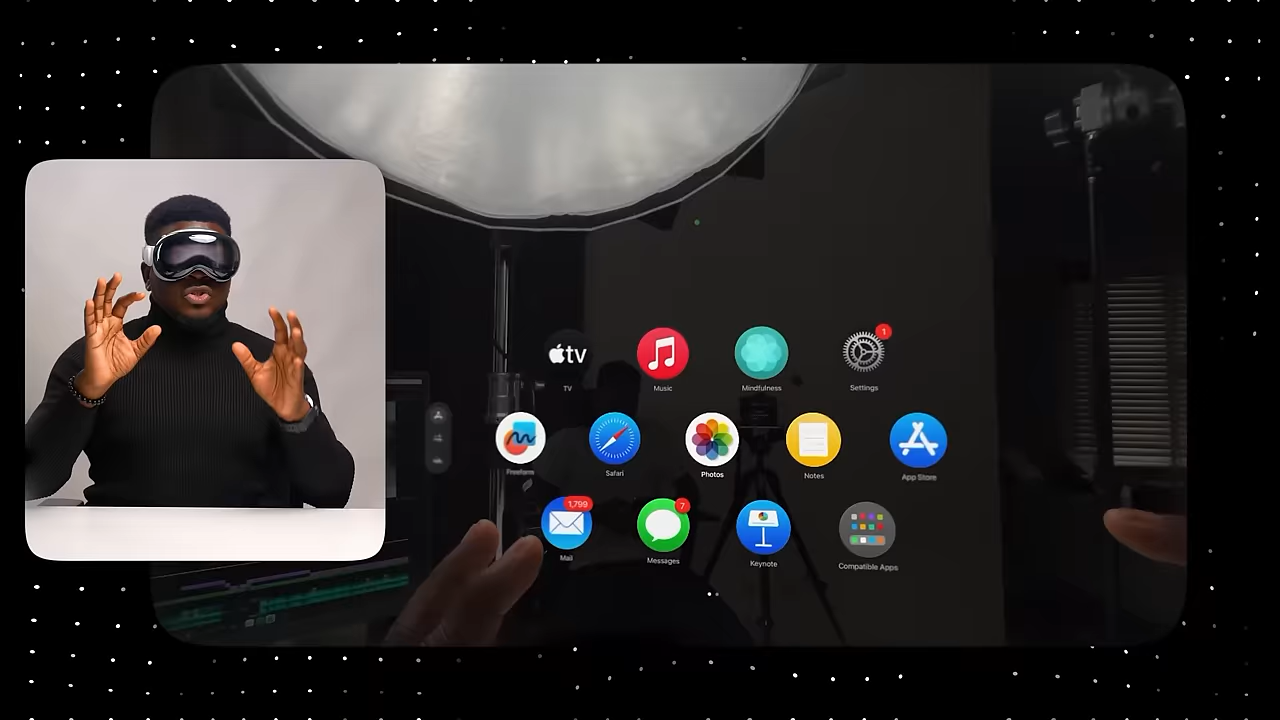 tv
TV
Music
Mindfulness
1
Settings
Freeform
Safari
Photos
Notes
App Store
1,799
Mail
7
Messages
Keynote
Compatible Apps